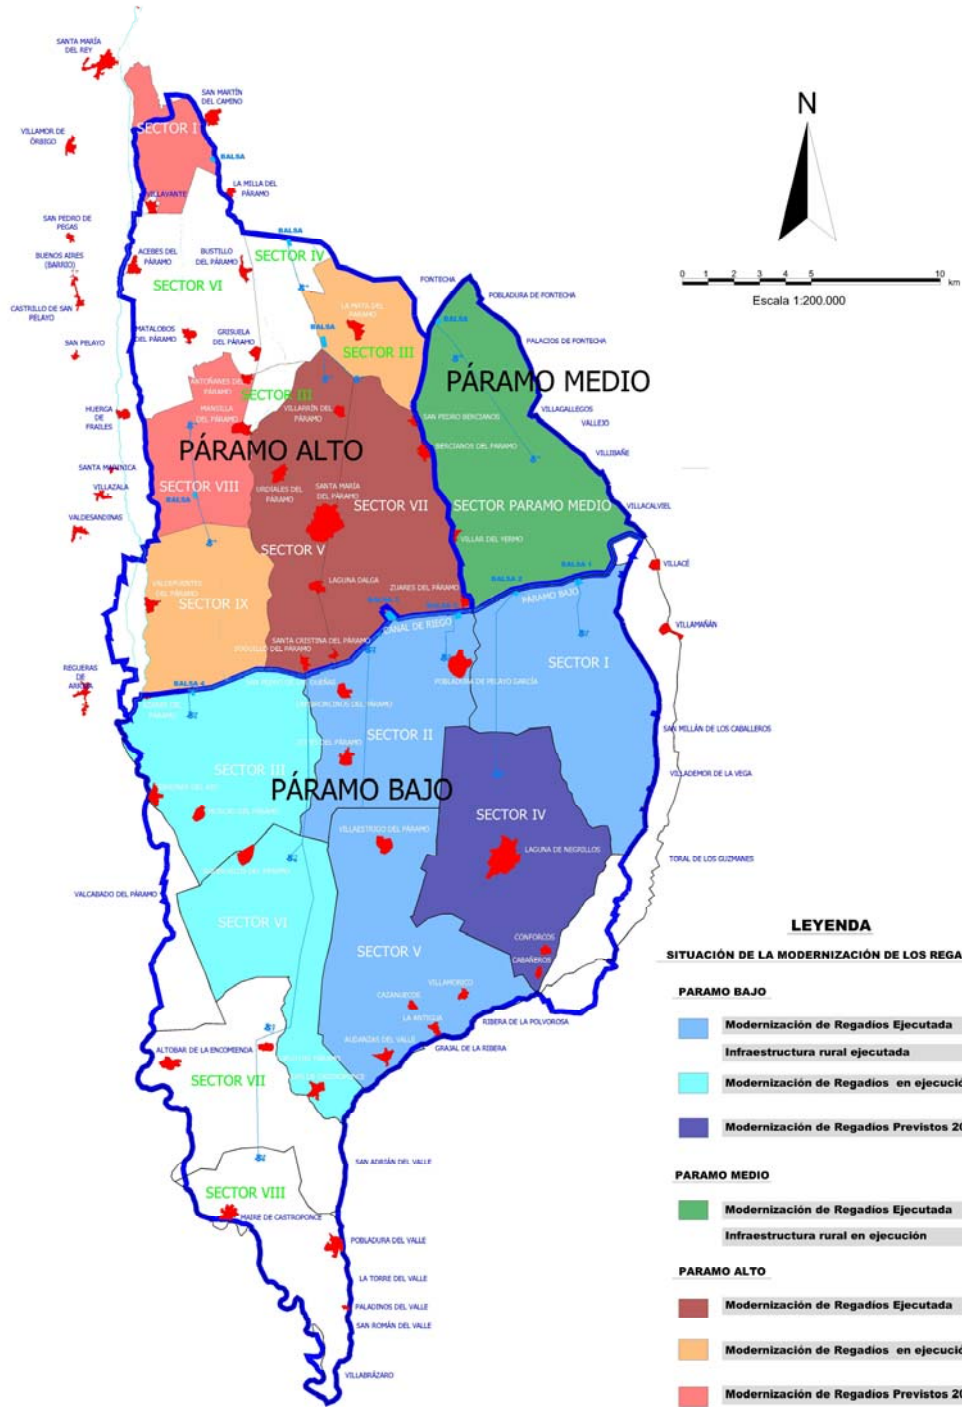 SANTA MARÍA
DEL REY
SAN MARTÍN
DEL CAMINO
SECTOR I
VILLAMOR DE
ÓRBIGO
BALSA
LA MILLA DEL
PÁRAMO
VILLAVANTE
N
SAN PEDRO DE
PEGAS
BALSA
BUENOS AIRES
(BARRIO)
ACEBES DEL
PÁRAMO
BUSTILLO
DEL PÁRAMO
SECTOR IV
SECTOR VI
FONTECHA
POBLADURA DE FONTECHA
0 1 2 3 4 5 10
km
Escala 1:200.000
CASTRILLO DE SAN
PELAYO
LA MATA DEL
PÁRAMO
BALSA
BALSA
MATALOBOS
DEL PÁRAMO
GRISUELA
DEL PÁRAMO
SAN PELAYO
SECTOR III
PALACIOS DE FONTECHA
PÁRAMO MEDIO
ANTOÑANES DEL
PÁRAMO
SECTOR III
HUERGA
DE
FRAILES
MANSILLA
DEL PÁRAMO
VILLARRÍN DEL
PÁRAMO
SAN PEDRO BERCIANOS
VILLAGALLEGOS
VALLEJO
PÁRAMO ALTO
BERCIANOS DEL PÁRAMO
VILLIBAÑE
SANTA MARINICA
VILLAZALA
SECTOR VIII
BALSA
URDIALES DEL
PÁRAMO
SANTA MARÍA
DEL PÁRAMO
SECTOR VII
SECTOR PARAMO MEDIO
VILLACALVIEL
VALDESANDINAS
VILLAR DEL YERMO
SECTOR V
VILLACÉ
VALDEFUENTES
DEL PÁRAMO
SECTOR IX
LAGUNA DALGA
ZUARES DEL PÁRAMO
BALSA 2
BALSA 1
PÁRAMO BAJO
CANAL DE RIEGO
VILLAMAÑÁN
SANTA CRISTINA DEL PÁRAMO
SECTOR I
REGUERAS
DE
ARRIBA
BALSA 4
POBLADURA DE PELAYO GARCÍA
SECTOR II
SAN MILLÁN DE LOS CABALLEROS
SECTOR III
VILLADEMOR DE LA VEGA
PÁRAMO BAJO
SECTOR IV
VILLAESTRIGO DEL PÁRAMO
LAGUNA DE NEGRILLOS
TORAL DE LOS GUZMANES
VALCABADO DEL PÁRAMO
SECTOR VI
SECTOR V
CONFORCOS
CABAÑEROS
VILLAMORICO
CAZANUECOS
LA ANTIGUA
RIBERA DE LA POLVOROSA
AUDANZAS DEL VALLE
GRAJAL DE LA RIBERA
ALTOBAR DE LA ENCOMIENDA
SECTOR VII
SAN ADRIÁN DEL VALLE
SECTOR VIII
MAIRE DE CASTROPONCE
POBLADURA DEL VALLE
LA TORRE DEL VALLE
PALADINOS DEL VALLE
SAN ROMÁN DEL VALLE
VILLABRÁZARO
LEYENDA
SITUACIÓN DE LA MODERNIZACIÓN DE LOS REGA
PARAMO BAJO
Modernización de Regadíos Ejecutada
Infraestructura rural ejecutada
Modernización de Regadíos en ejecució
Modernización de Regadíos Previstos 20
PARAMO MEDIO
Modernización de Regadíos Ejecutada
Infraestructura rural en ejecución
PARAMO ALTO
Modernización de Regadíos Ejecutada
Modernización de Regadíos en ejecució
Modernización de Regadíos Previstos 20